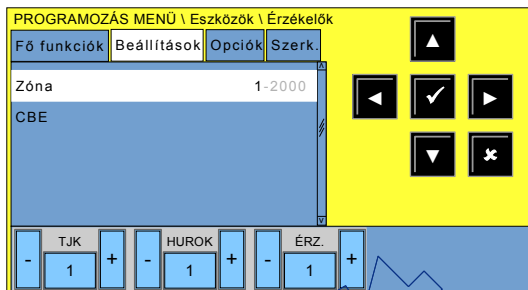 PROGRAMOZÁS MENÜ \ Eszközök \ Érzékelők
Fő funkciók Beállítások Opciók Szerk.
Zóna 1-2000
CBE
TJK HUROK ÉRZ.
- 1 + - 1 + - 1 +